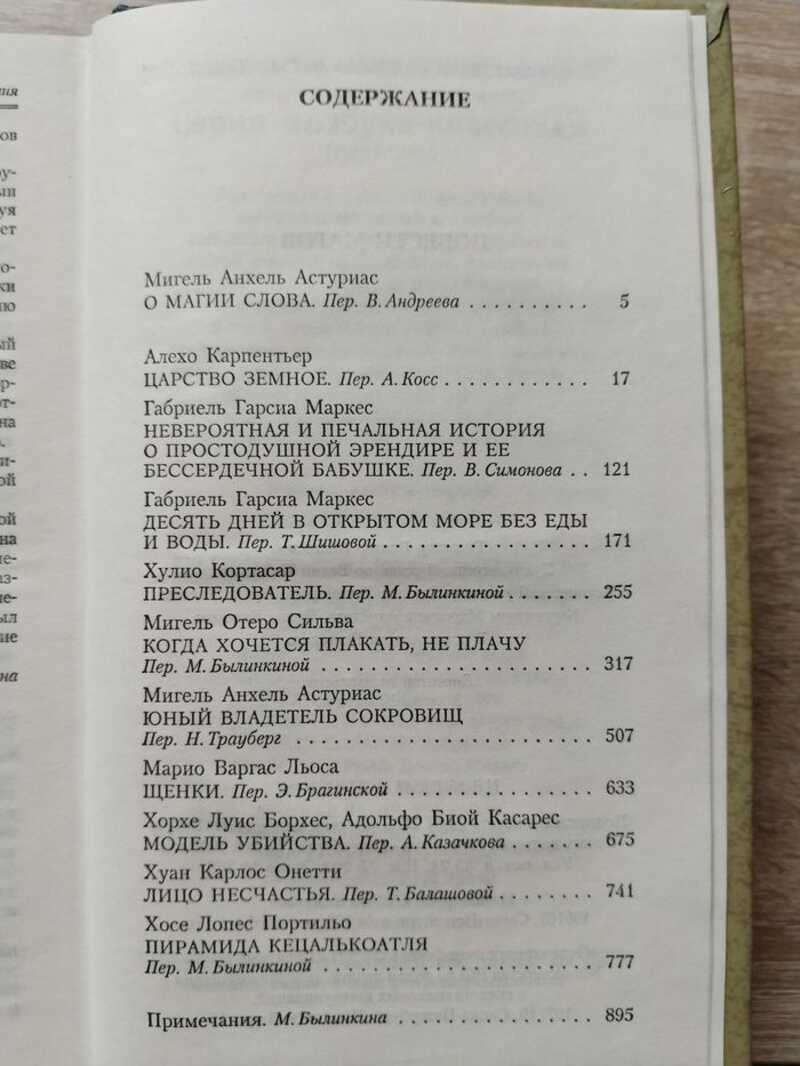 СОДЕРЖАНИЕ
Мигель Анхель Астуриас
О МАГИИ СЛОВА. Пер. В. Андреева . . . . . . . . . . 5
Алехо Карпентьер
ЦАРСТВО ЗЕМНОЕ. Пер. А. Косс . . . . . . . . . . . . 17
Габриель Гарсиа Маркес
НЕВЕРОЯТНАЯ И ПЕЧАЛЬНАЯ ИСТОРИЯ
О ПРОСТОДУШНОЙ ЭРЕНДИРЕ И ЕЕ
БЕССЕРДЕЧНОЙ БАБУШКЕ. Пер. В. Симонова . . 121
Габриель Гарсиа Маркес
ДЕСЯТЬ ДНЕЙ В ОТКРЫТОМ МОРЕ БЕЗ ЕДЫ
И ВОДЫ. Пер. Т. Шишовой . . . . . . . . . . . . . . . . . 171
Хулио Кортасар
ПРЕСЛЕДОВАТЕЛЬ. Пер. М. Былинкиной . . . . . . . 255
Мигель Отеро Сильва
КОГДА ХОЧЕТСЯ ПЛАКАТЬ, НЕ ПЛАЧУ
Пер. М. Былинкиной . . . . . . . . . . . . . . . . . . . . . . 317
Мигель Анхель Астуриас
ЮНЫЙ ВЛАДЕТЕЛЬ СОКРОВИЩ
Пер. Н. Трауберг . . . . . . . . . . . . . . . . . . . . . . . . 507
Марио Варгас Льоса
ЩЕНКИ. Пер. Э. Брагинской . . . . . . . . . . . . . . . . 633
Хорхе Луис Борхес, Адольфо Биой Касарес
МОДЕЛЬ УБИЙСТВА. Пер. А. Казачкова . . . . . . . 675
Хуан Карлос Онетти
ЛИЦО НЕСЧАСТЬЯ. Пер. Т. Балашовой . . . . . . . . 741
Хосе Лопес Портильо
ПИРАМИДА КЕЦАЛЬКОАТЛЯ
Пер. М. Былинкиной . . . . . . . . . . . . . . . . . . . . . . 777
Примечания. М. Былинкина . . . . . . . . . . . . . . . . 895